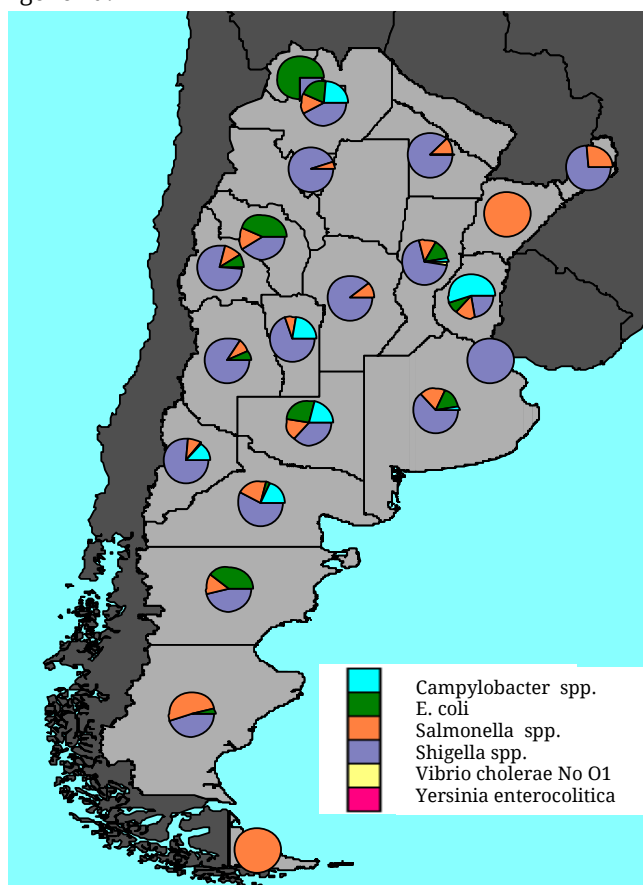 Campylobacter spp.
E. coli
Salmonella spp.
Shigella spp.
Vibrio cholerae No O1
Yersinia enterocolitica